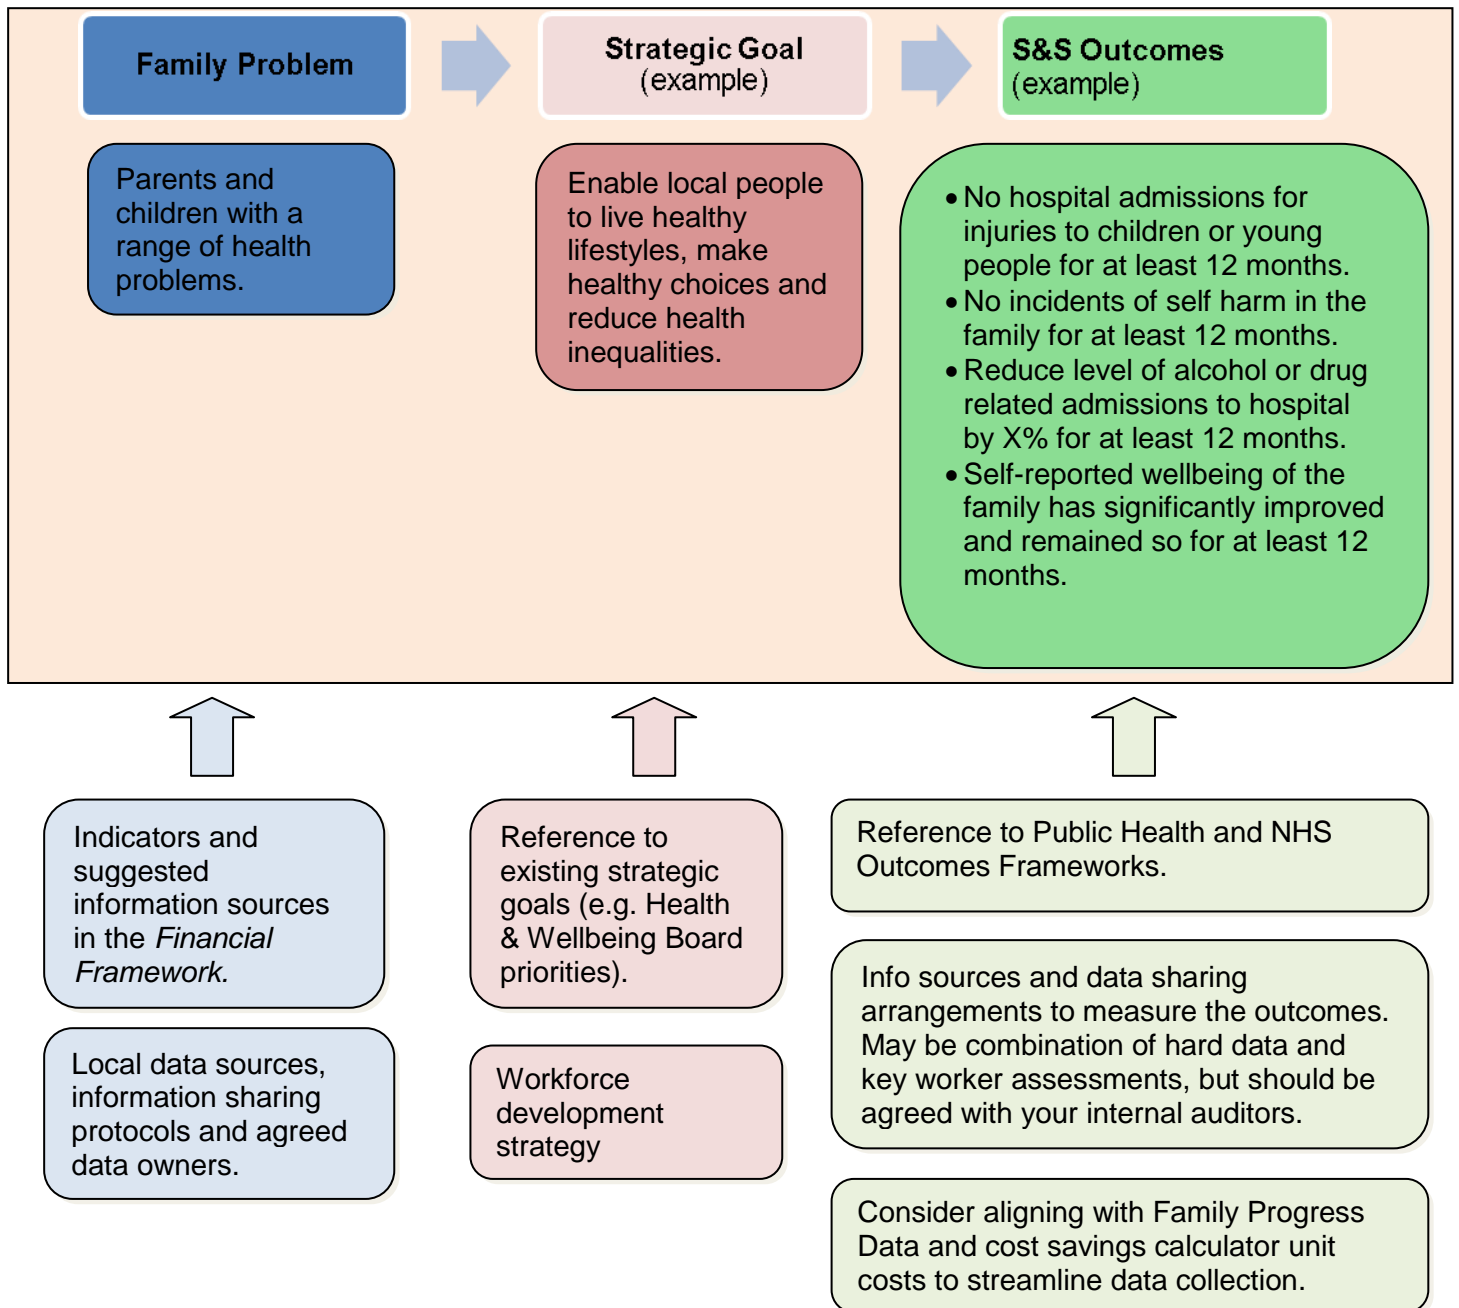 Family Problem
Strategic Goal
(example)
S&S Outcomes
(example)
Parents and
children with a
range of health
problems.
Enable local people
to live healthy
lifestyles, make
healthy choices and
reduce health
inequalities.
• No hospital admissions for
injuries to children or young
people for at least 12 months.
• No incidents of self harm in the
family for at least 12 months.
• Reduce level of alcohol or drug
related admissions to hospital
by X% for at least 12 months.
• Self-reported wellbeing of the
family has significantly improved
and remained so for at least 12
months.
Indicators and
suggested
information sources
in the Financial
Framework.
Local data sources,
information sharing
protocols and agreed
data owners.
Reference to
existing strategic
goals (e.g. Health
& Wellbeing Board
priorities).
Workforce
development
strategy
Reference to Public Health and NHS
Outcomes Frameworks.
Info sources and data sharing
arrangements to measure the outcomes.
May be combination of hard data and
key worker assessments, but should be
agreed with your internal auditors.
Consider aligning with Family Progress
Data and cost savings calculator unit
costs to streamline data collection.